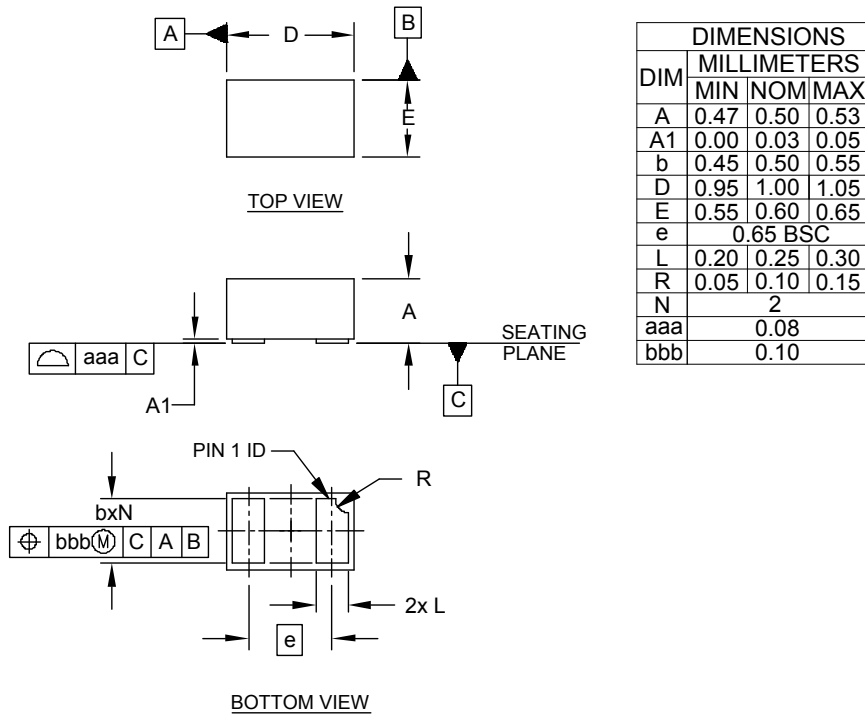 A
D
B
E
TOP VIEW
A
SEATING
PLANE
aaa C
A1
C
PIN 1 ID
R
bxN
bbb Ⓜ C A B
2x L
e
BOTTOM VIEW
DIMENSIONS
DIM MILLIMETERS
MIN NOM MAX
A 0.47 0.50 0.53
A1 0.00 0.03 0.05
b 0.45 0.50 0.55
D 0.95 1.00 1.05
E 0.55 0.60 0.65
e 0.65 BSC
L 0.20 0.25 0.30
R 0.05 0.10 0.15
N 2
aaa 0.08
bbb 0.10